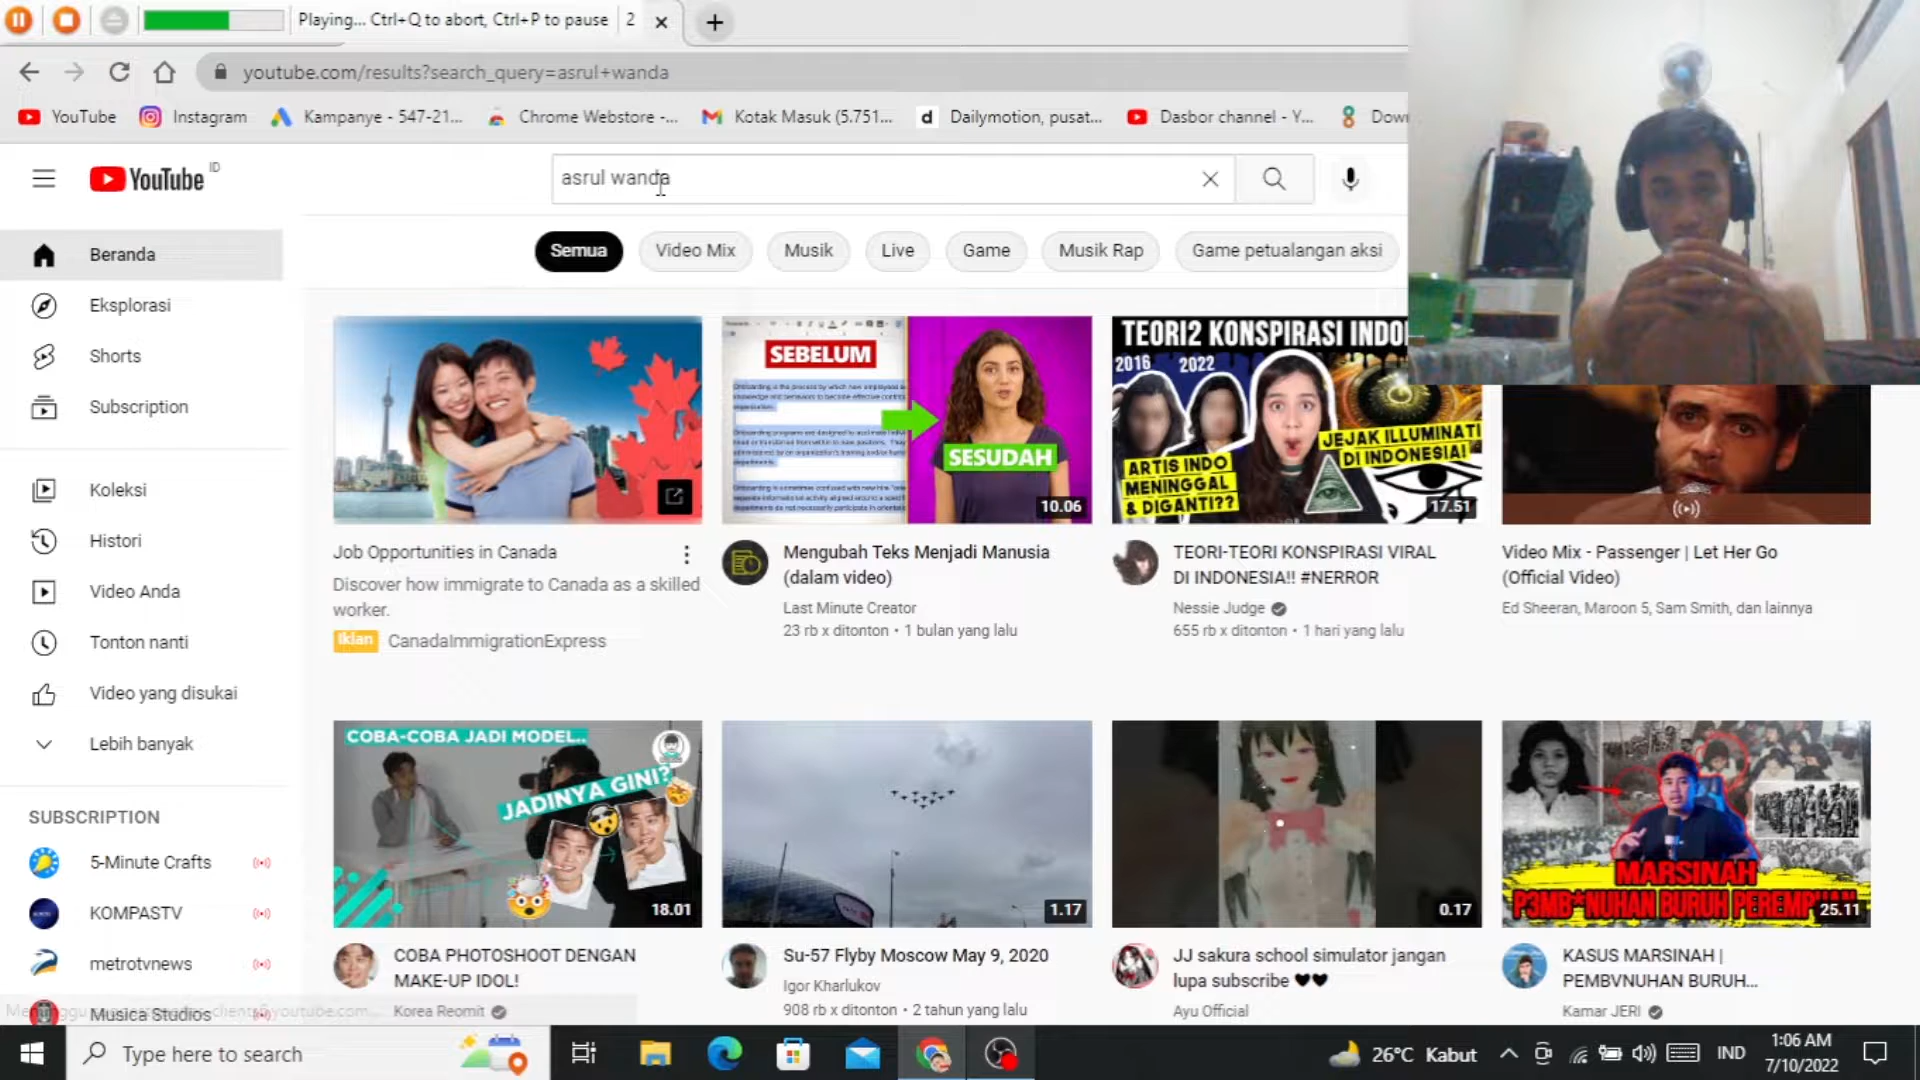 Playing... Ctrl+Q to abort, Ctrl+P to pause
2
youtube.com/results?search_query=asrul+wanda
YouTube
Instagram
Kampanye - 547-21...
Chrome Webstore -...
Kotak Masuk (5.751...
Dailymotion, pusat...
Dasbor channel - Y...
YouTube ID
asrul wanda
Semua
Video Mix
Musik
Live
Game
Musik Rap
Game petualangan aksi
Beranda
Eksplorasi
Shorts
Subscription
Koleksi
Histori
Video Anda
Tonton nanti
Video yang disukai
Lebih banyak
SUBSCRIPTION
5-Minute Crafts
KOMPASTV
metrotvnews
Musica Studios
Job Opportunities in Canada
Discover how immigrate to Canada as a skilled
worker.
Iklan CanadaImmigrationExpress
SEBELUM
SESUDAH
10.06
Mengubah Teks Menjadi Manusia
(dalam video)
Last Minute Creator
23 rb x ditonton • 1 bulan yang lalu
TEORI2 KONSPIRASI INDO
2016 2022
JEJAK ILLUMINATI
DI INDONESIA!
ARTIS INDO
MENINGGAL
& DIGANTI??
17.51
TEORI-TEORI KONSPIRASI VIRAL
DI INDONESIA!! #NERROR
Nessie Judge
655 rb x ditonton • 1 hari yang lalu
Video Mix - Passenger | Let Her Go
(Official Video)
Ed Sheeran, Maroon 5, Sam Smith, dan lainnya
COBA-COBA JADI MODEL..
JADINYA GINI?
18.01
COBA PHOTOSHOOT DENGAN
MAKE-UP IDOL!
Korea Reomit
1.17
Su-57 Flyby Moscow May 9, 2020
Igor Kharlukov
908 rb x ditonton • 2 tahun yang lalu
0.17
JJ sakura school simulator jangan
lupa subscribe ♥♥
Ayu Official
MARSINAH
P3MB*NUHAN BURUH
25.11
KASUS MARSINAH |
PEMBVNUHAN BURUH...
Kamar JERI
Type here to search
26°C Kabut
IND
1:06 AM
7/10/2022